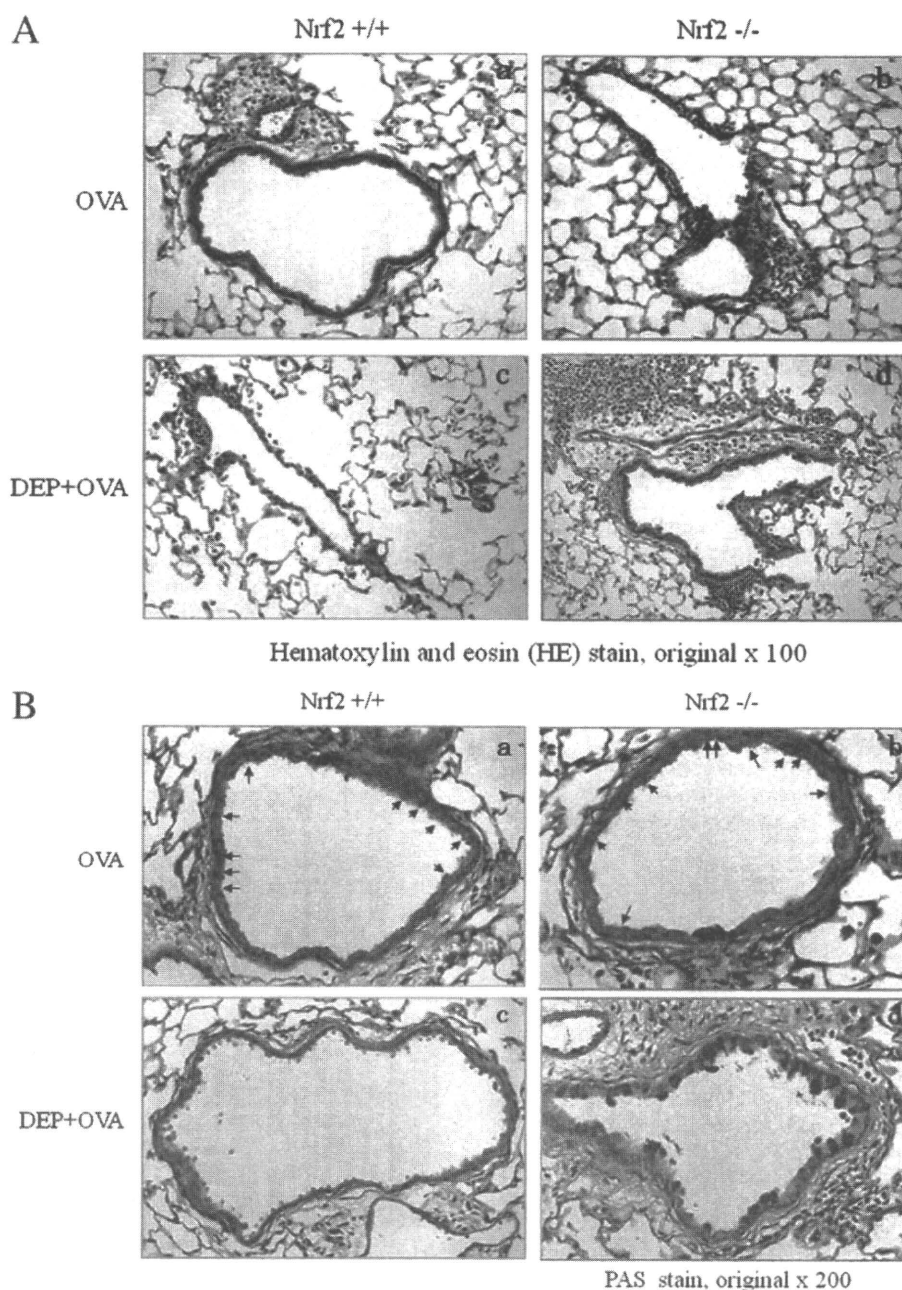 A
Nrf2 +/+
Nrf2 -/-
a
b
OVA
c
d
DEP+OVA
Hematoxylin and eosin (HE) stain, original x 100
B
Nrf2 +/+
Nrf2 -/-
a
b
OVA
c
d
DEP+OVA
PAS stain, original x 200